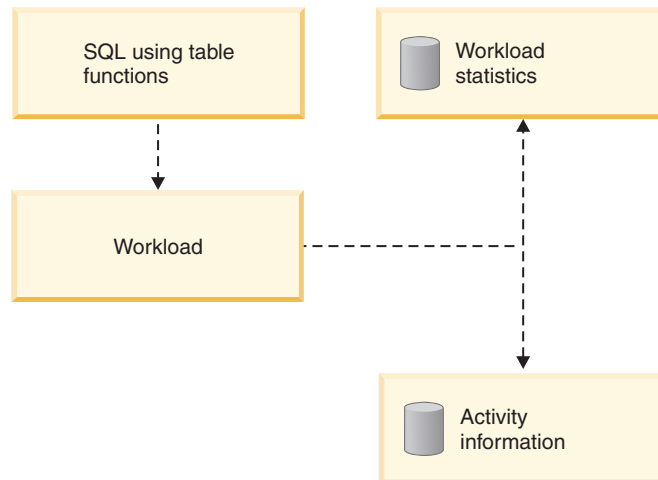 SQL using table
functions
Workload
statistics
Workload
Activity
information